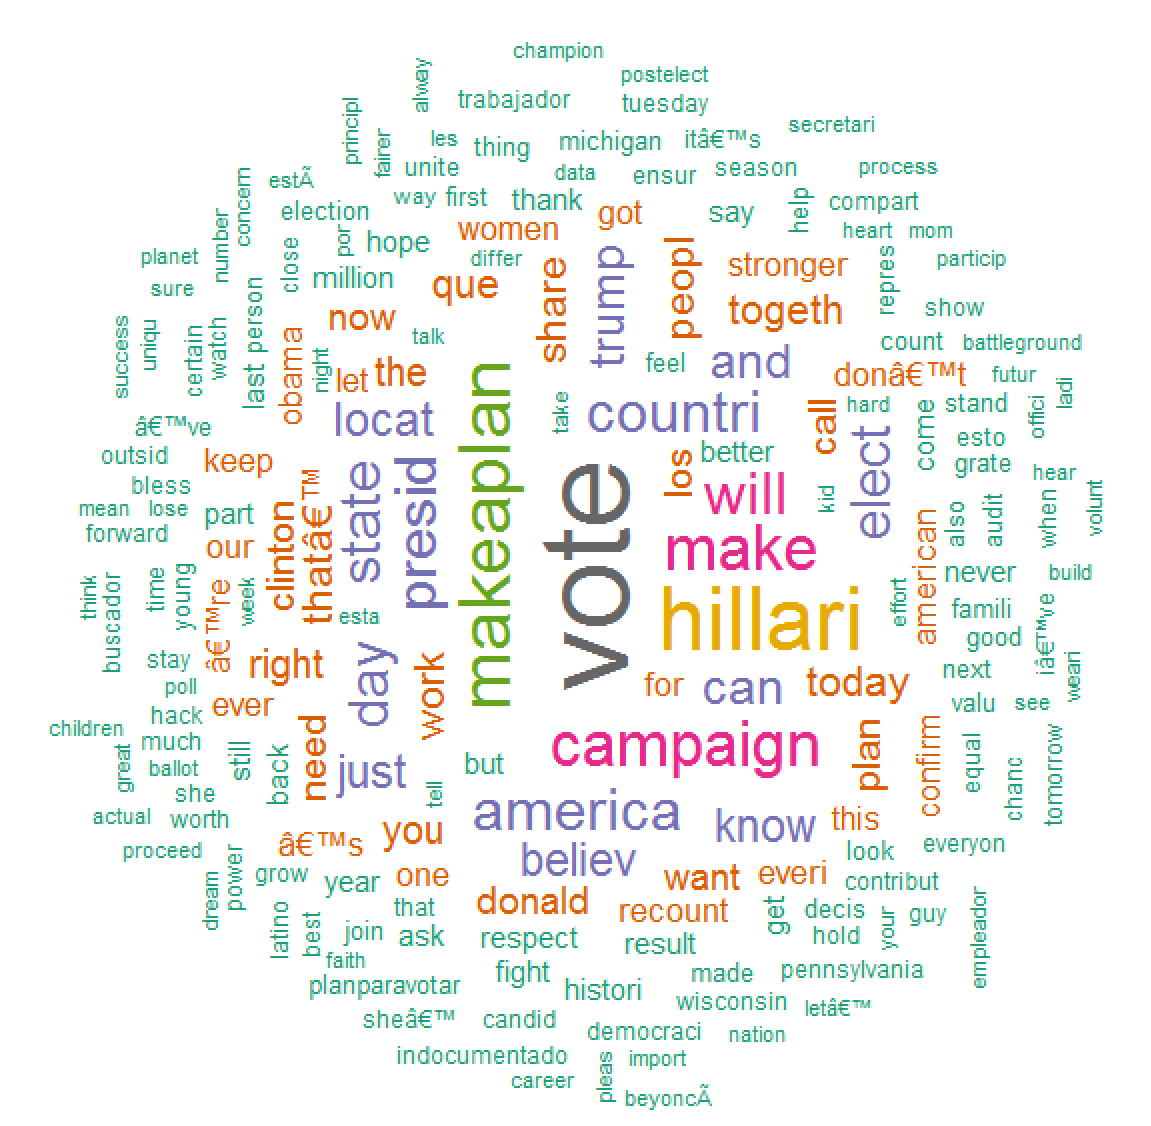 champion
postelect
alway
trabajador
tuesday
principl
fairer
les
thing
michigan
itâ€™s
secretari
estÃ
unite
data
ensur
season
process
concern
number
election
way
first
thank
got
say
help
compart
planet
close
por
hope
women
differ
share
trump
peopl
stronger
heart
mom
repres
particip
sure
million
que
togeth
show
success
uniqu
certain
watch
last
person
obama
night
now
talk
let
the
feel
and
count
battleground
donâ€™t
futur
â€™ve
locat
makeaplan
take
countri
call
hard
elect
come
stand
offici
ladi
outsid
keep
better
los
esto
grate
bless
state
presid
vote
will
kid
hear
mean
lose
part
clinton
thatâ€™
also
audit
when
volunt
forward
our
make
american
never
build
think
buscador
time
young
â€™re
week
esta
hillari
effort
famili
good
iâ€™ve
weari
stay
right
day
work
for
can
today
next
poll
ever
valu
see
children
hack
need
campaign
plan
confirm
equal
chanc
tomorrow
great
much
ballot
still
back
just
tell
but
she
actual
worth
america
know
this
proceed
â€™s
you
believ
look
everyon
dream
power
grow
year
one
want
everi
contribut
latino
best
that
donald
recount
get
decis
your
guy
empleador
join
ask
respect
result
hold
faith
planparavotar
fight
histori
made
pennsylvania
wisconsin
letâ€™
sheâ€™
candid
democraci
nation
indocumentado
career
pleas
import
beyoncÃ